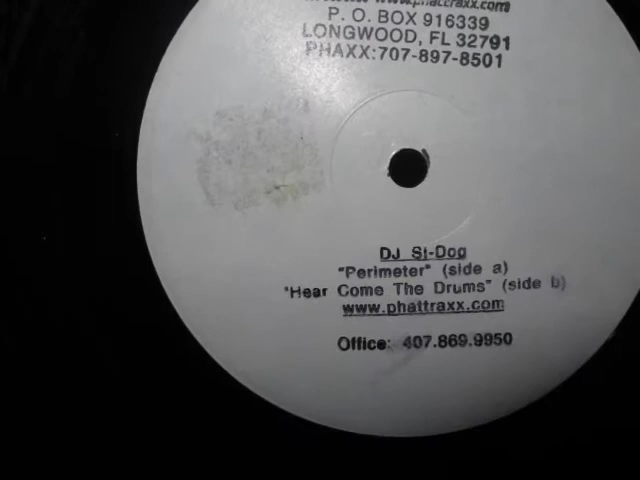 www.phattraxx.com
P. O. BOX 916339
LONGWOOD, FL 32791
PHAXX:707-897-8501
DJ Si-Dog
"Perimeter" (side a)
"Hear Come The Drums" (side b)
www.phattraxx.com
Office: 407.869.9950